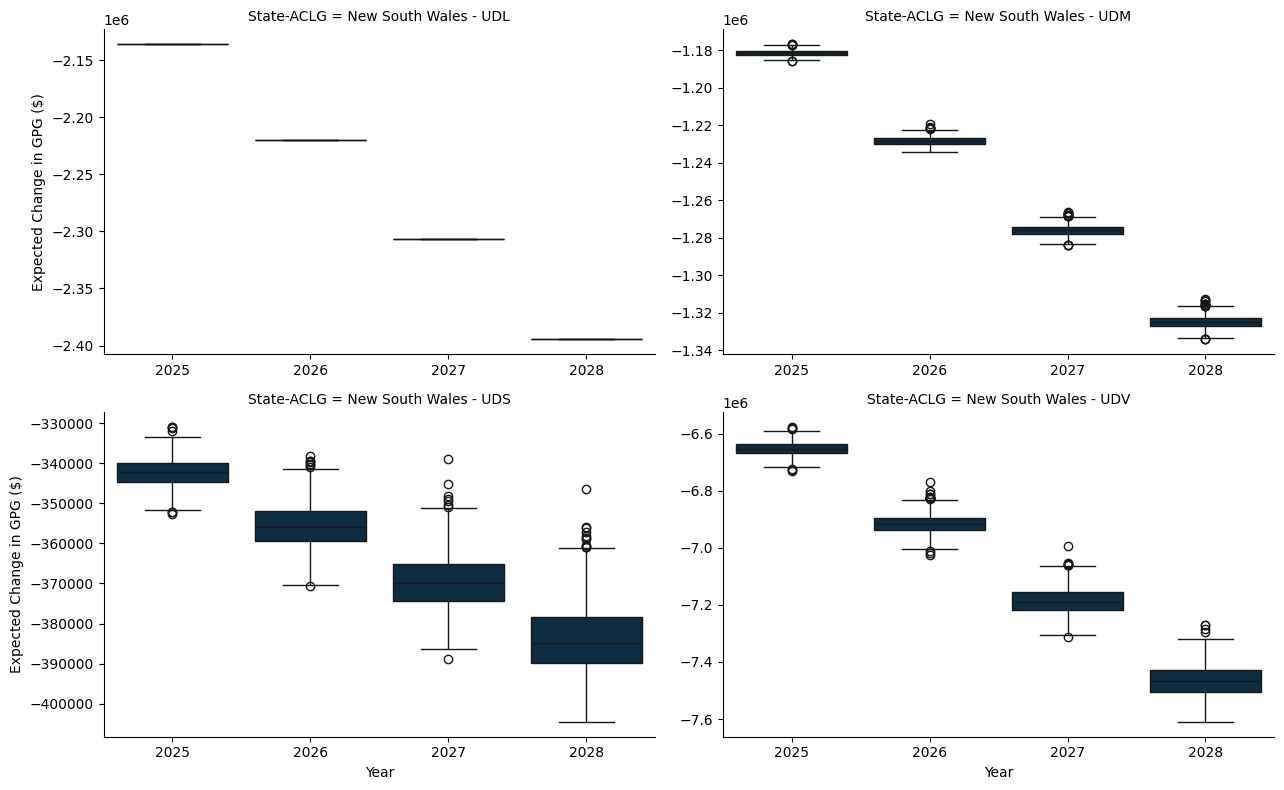 State-ACLG = New South Wales - UDL
1e6
−2.15
−2.20
−2.25
−2.30
−2.35
−2.40
Expected Change in GPG ($)
2025 2026 2027 2028
State-ACLG = New South Wales - UDM
1e6
−1.18
−1.20
−1.22
−1.24
−1.26
−1.28
−1.30
−1.32
−1.34
2025 2026 2027 2028
State-ACLG = New South Wales - UDS
−330000
−340000
−350000
−360000
−370000
−380000
−390000
−400000
Expected Change in GPG ($)
2025 2026 2027 2028
Year
State-ACLG = New South Wales - UDV
1e6
−6.6
−6.8
−7.0
−7.2
−7.4
−7.6
2025 2026 2027 2028
Year